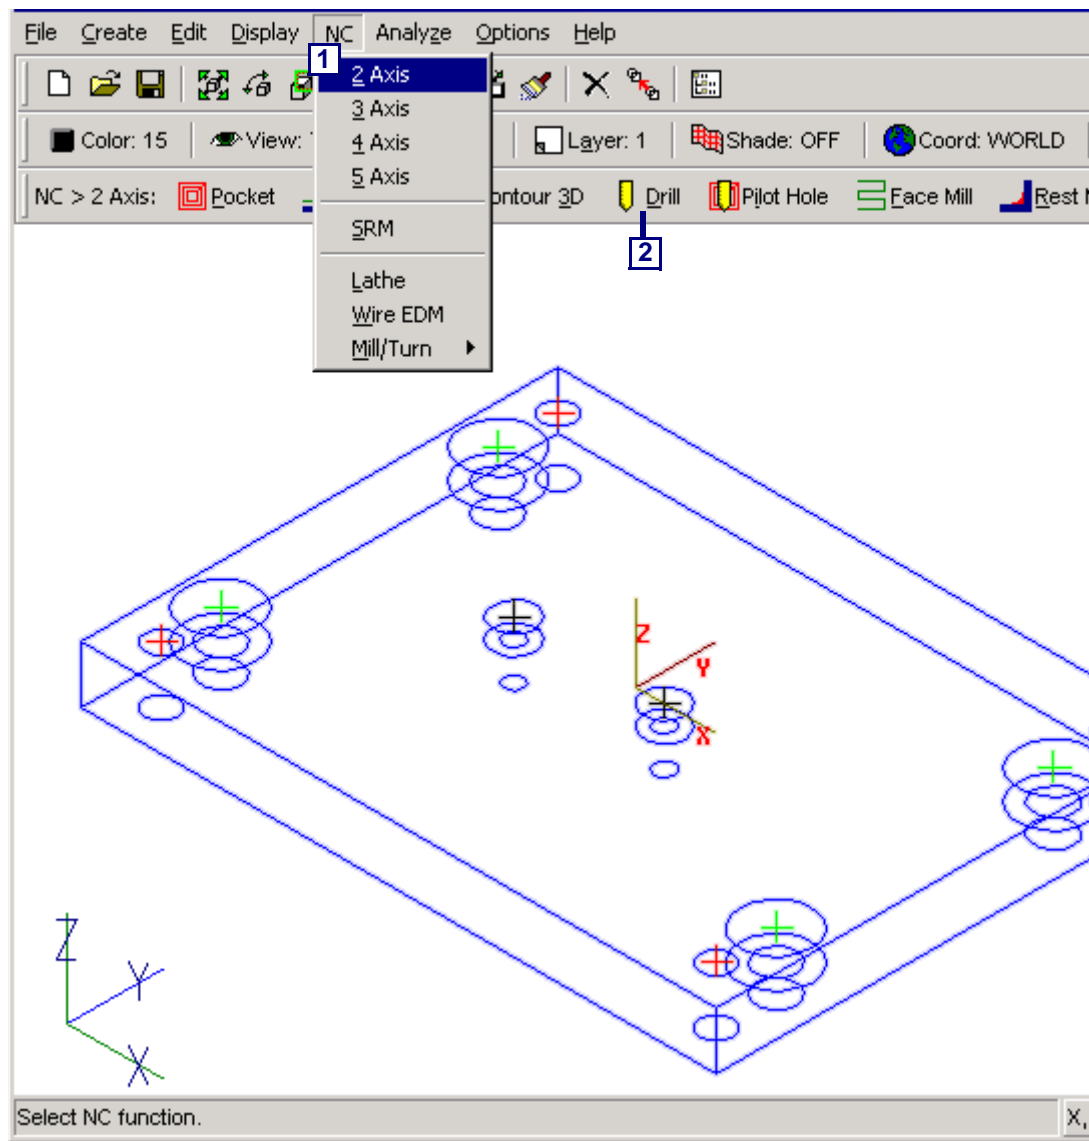 File Create Edit Display NC Analyze Options Help
1
2 Axis
3 Axis
4 Axis
5 Axis
SRM
Lathe
Wire EDM
Mill/Turn
Color: 15 View: Layer: 1 Shade: OFF Coord: WORLD
NC > 2 Axis: Pocket ontour 3D Drill Pilot Hole Face Mill Rest
2
Z
Y
X
Z
Y
X
Select NC function. X,